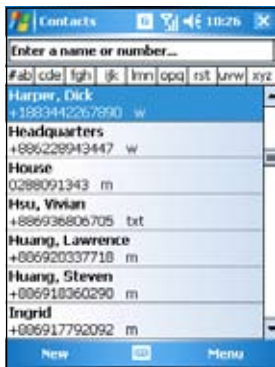 Contacts 10:26
Enter a name or number...
#ab cde fgh ijk lmn opq rst uvw xyz
Harper, Dick
+1883442267890 w
Headquarters
+886228943447 w
House
0288091343 m
Hsu, Vivian
+886936806705 txt
Huang, Lawrence
+886920337718 m
Huang, Steven
+886918360290 m
Ingrid
+886917792092 m
New Menu